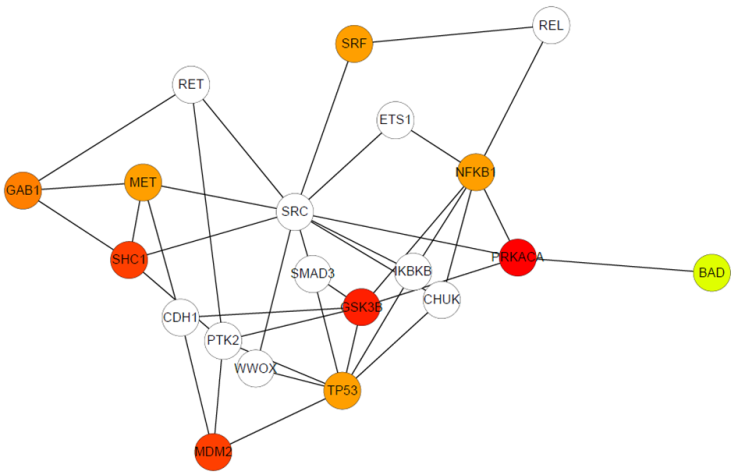 REL
SRF
RET
ETS1
NFKB1
MET
GAB1
SRC
PRKACA
SHC1
IKBKB
BAD
SMAD3
CHUK
GSK3B
CDH1
PTK2
WWOX
TP53
MDM2